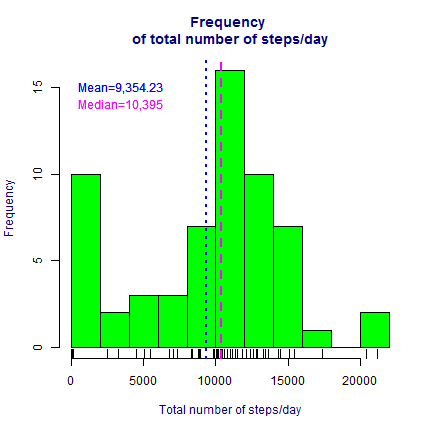 Frequency
of total number of steps/day
Mean=9,354.23
Median=10,395
Frequency
0
5
10
15
0
5000
10000
15000
20000
Total number of steps/day